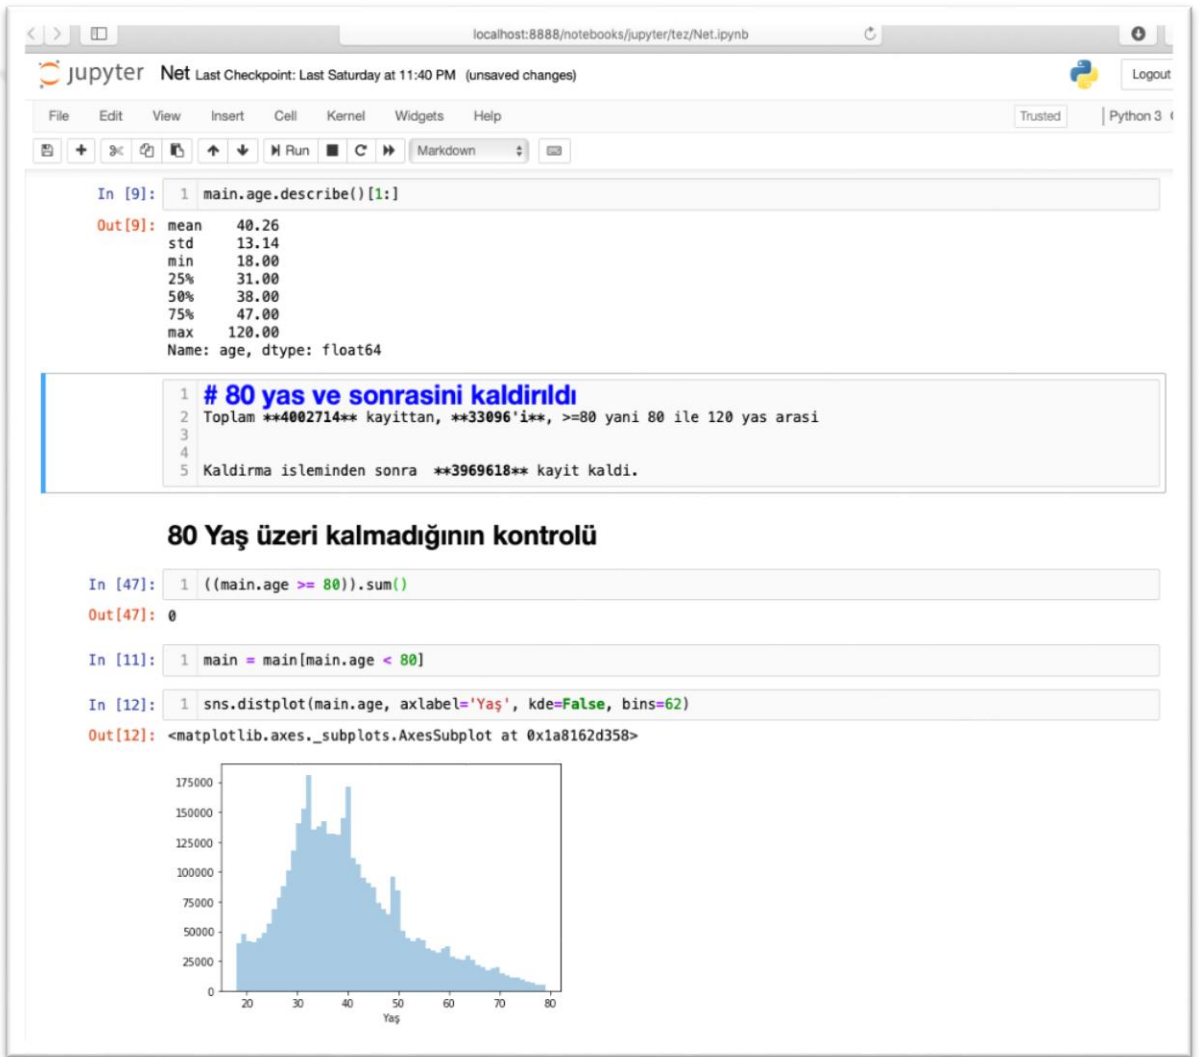 localhost:8888/notebooks/jupyter/tez/Net.ipynb
jupyter Net Last Checkpoint: Last Saturday at 11:40 PM (unsaved changes)
Logout
File Edit View Insert Cell Kernel Widgets Help
Trusted Python 3
Run Markdown
In [9]: 1 main.age.describe()[1:]
Out[9]: mean 40.26
std 13.14
min 18.00
25% 31.00
50% 38.00
75% 47.00
max 120.00
Name: age, dtype: float64
1 # 80 yas ve sonrasini kaldirıldı
2 Toplam **4002714** kayittan, **33096'i**, >=80 yani 80 ile 120 yas arasi
3
4
5 Kaldirma isleminden sonra **3969618** kayit kaldi.
80 Yaş üzeri kalmadığının kontrolü
In [47]: 1 ((main.age >= 80)).sum()
Out[47]: 0
In [11]: 1 main = main[main.age < 80]
In [12]: 1 sns.distplot(main.age, axlabel='Yaş', kde=False, bins=62)
Out[12]: <matplotlib.axes._subplots.AxesSubplot at 0x1a8162d358>
175000
150000
125000
100000
75000
50000
25000
0
20 30 40 50 60 70 80
Yaş